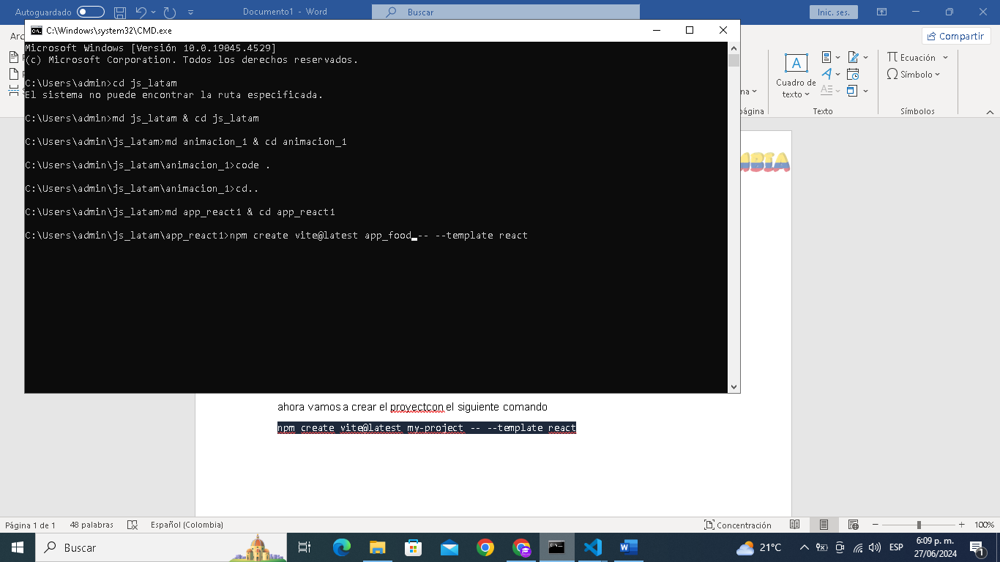 Autoguardado
Documento1 - Word
Buscar
Inic. ses.
C:\Windows\system32\CMD.exe
Compartir
Microsoft Windows [Versión 10.0.19045.4529]
(c) Microsoft Corporation. Todos los derechos reservados.
C:\Users\admin>cd js_latam
El sistema no puede encontrar la ruta especificada.
C:\Users\admin>md js_latam & cd js_latam
C:\Users\admin\js_latam>md animacion_1 & cd animacion_1
C:\Users\admin\js_latam\animacion_1>code .
C:\Users\admin\js_latam\animacion_1>cd..
C:\Users\admin\js_latam>md app_react1 & cd app_react1
C:\Users\admin\js_latam\app_react1>npm create vite@latest app_food -- --template react
Cuadro de
texto
Texto
Ecuación
Símbolo
Símbolos
ahora vamos a crear el proyectcon el siguiente comando
npm create vite@latest my-project -- --template react
Página 1 de 1
48 palabras
Español (Colombia)
Concentración
100%
Buscar
21°C
ESP
6:09 p. m.
27/06/2024
1